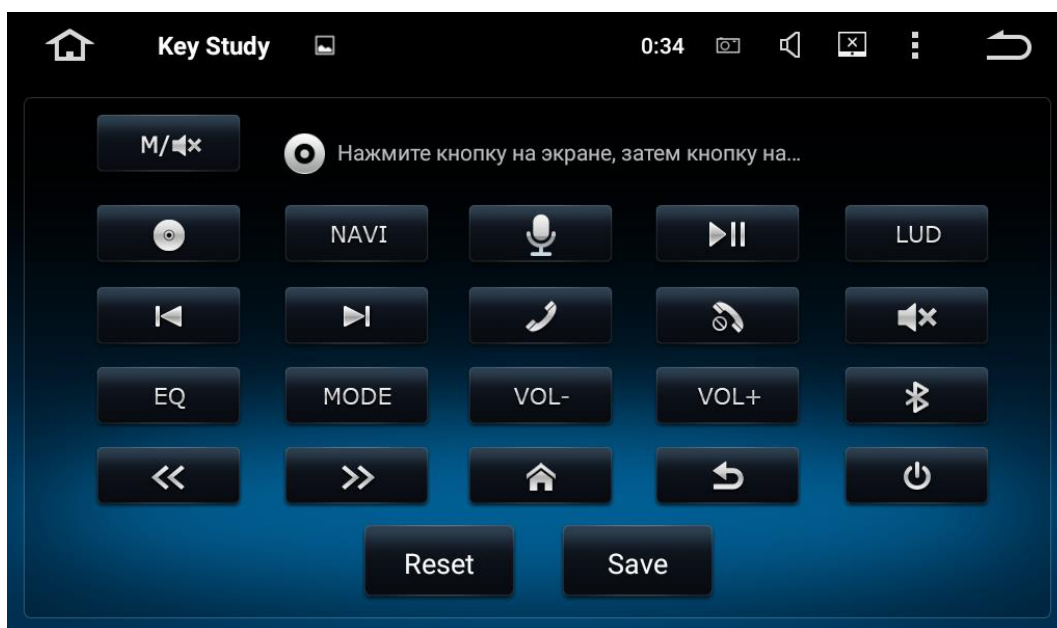 Key Study 0:34
M/
Нажмите кнопку на экране, затем кнопку на...
NAVI LUD
EQ MODE VOL- VOL+
Reset Save